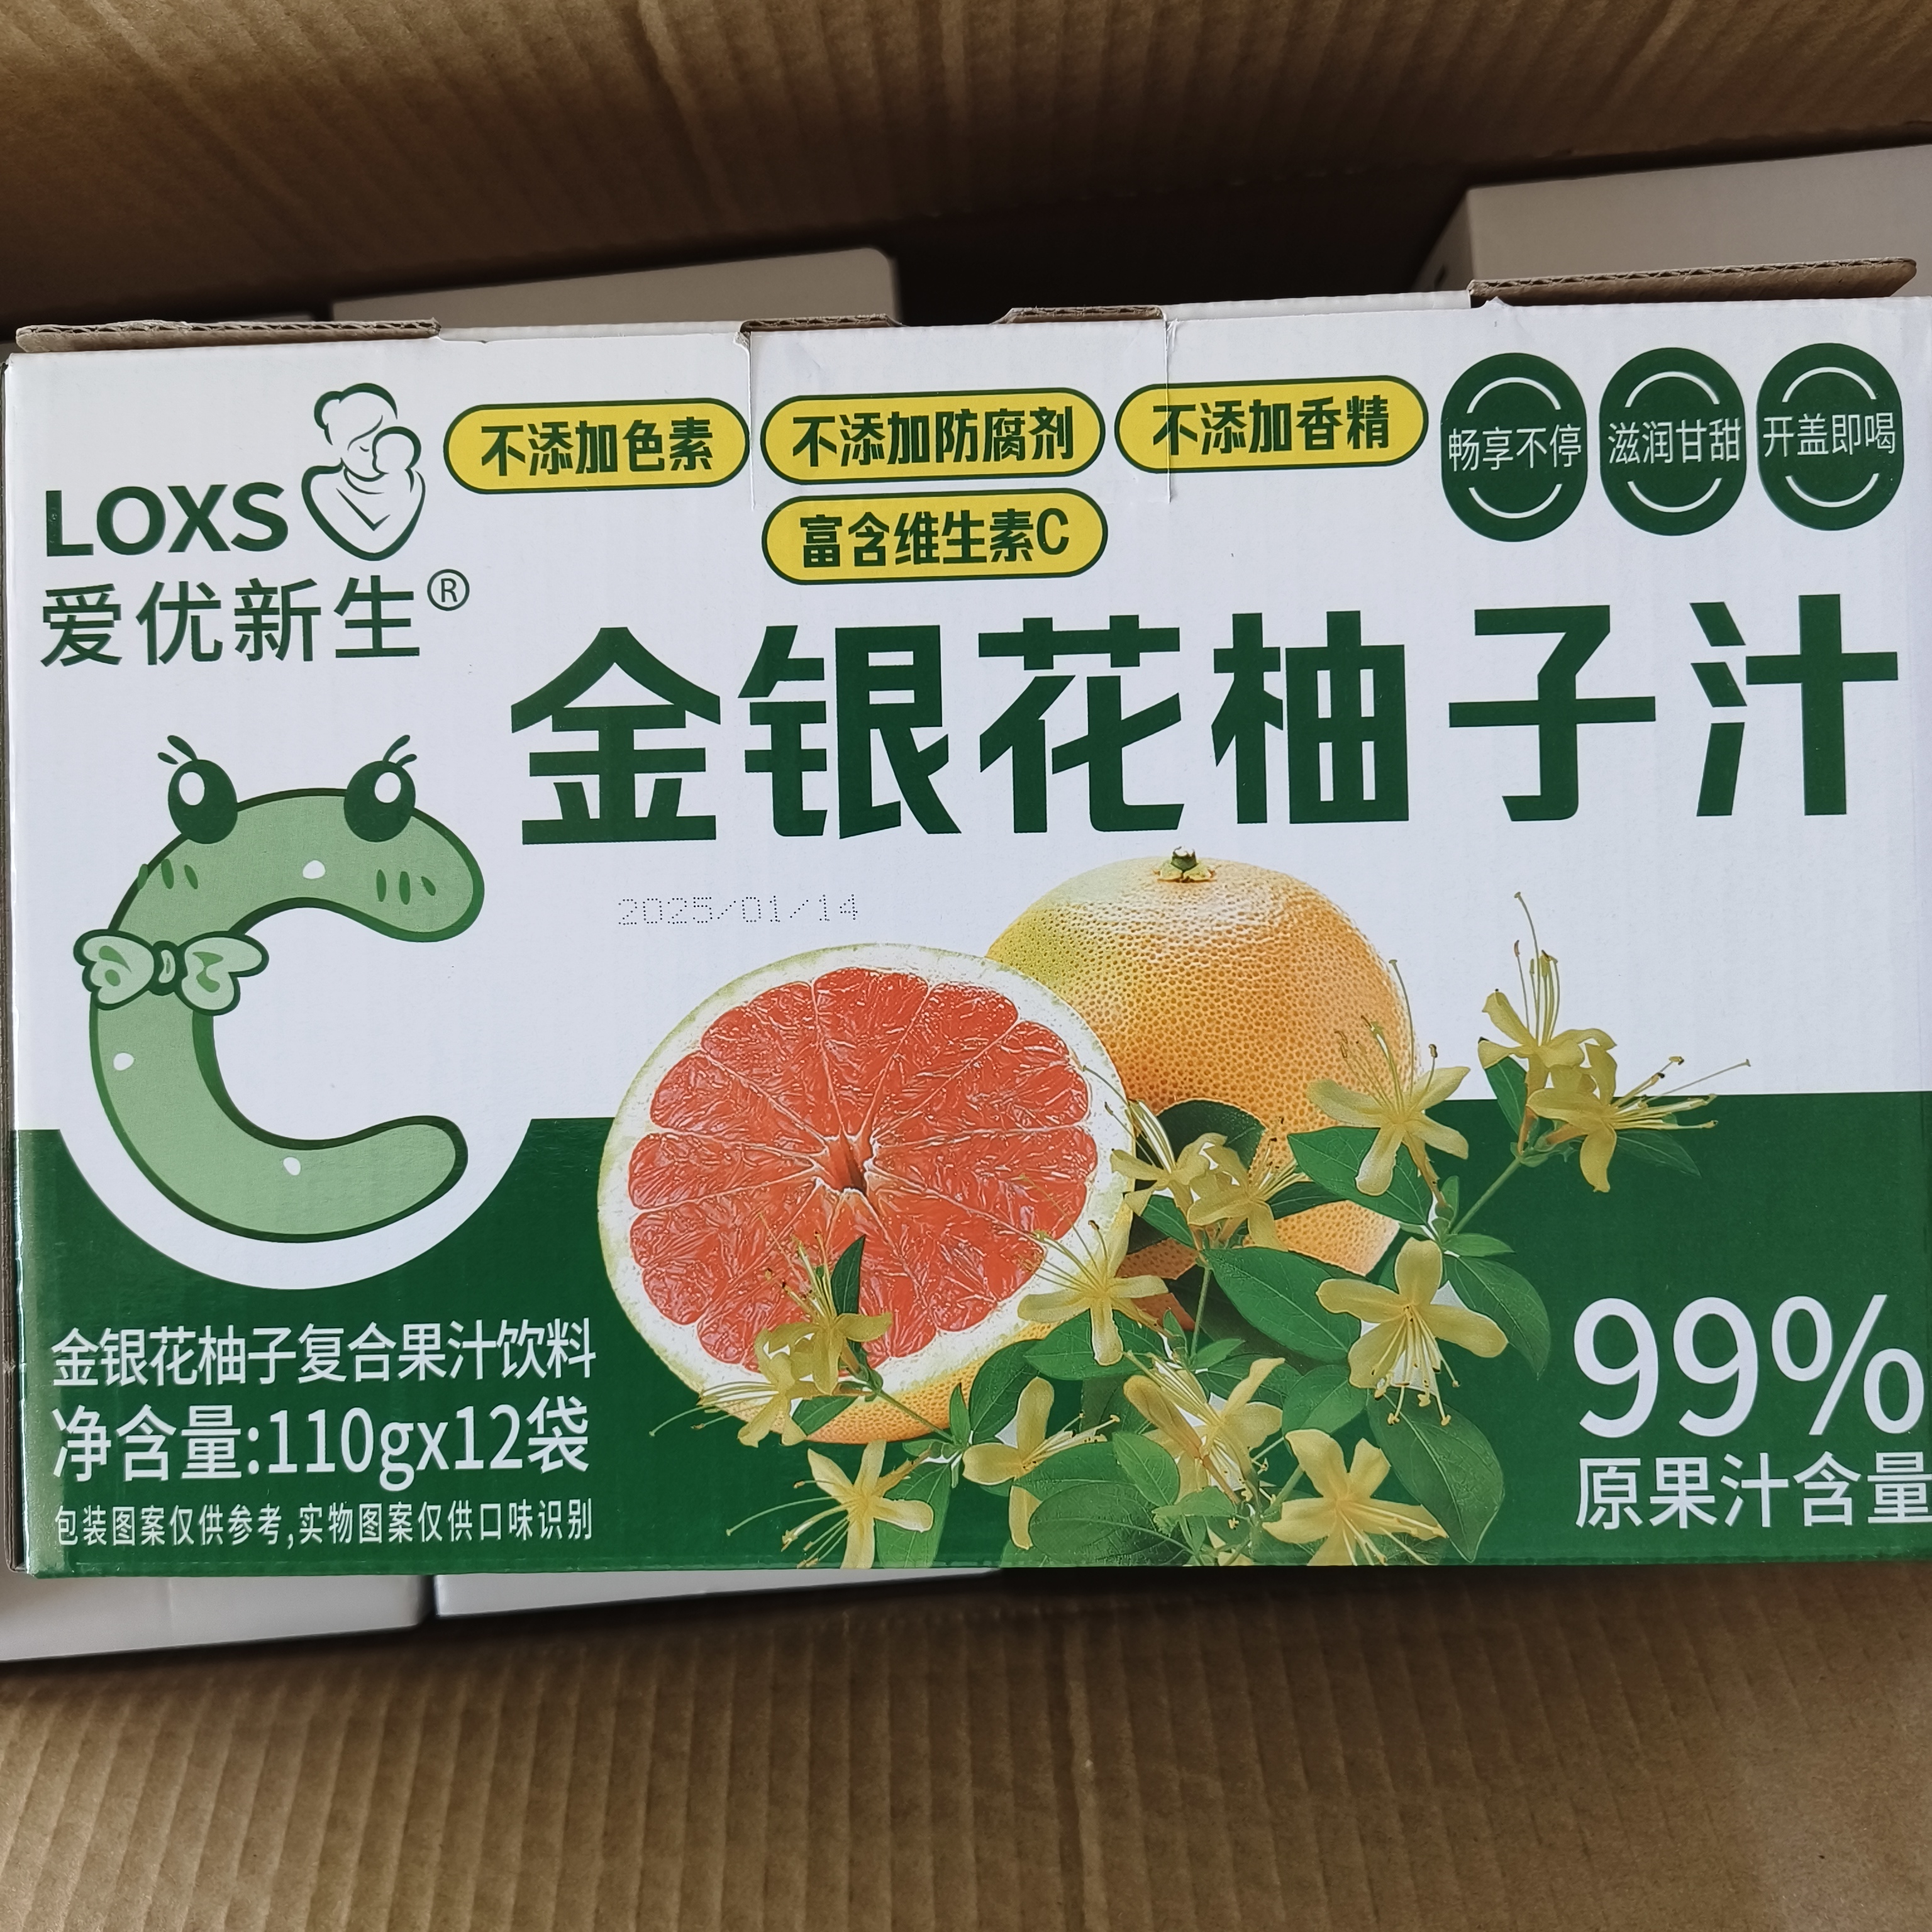 LOXS
爱优新生®
不添加色素
不添加防腐剂
不添加香精
富含维生素C
畅享不停
滋润甘甜
开盖即喝
金银花柚子汁
2025/01/14
金银花柚子复合果汁饮料
净含量:110gx12袋
包装图案仅供参考,实物图案仅供口味识别
99%
原果汁含量